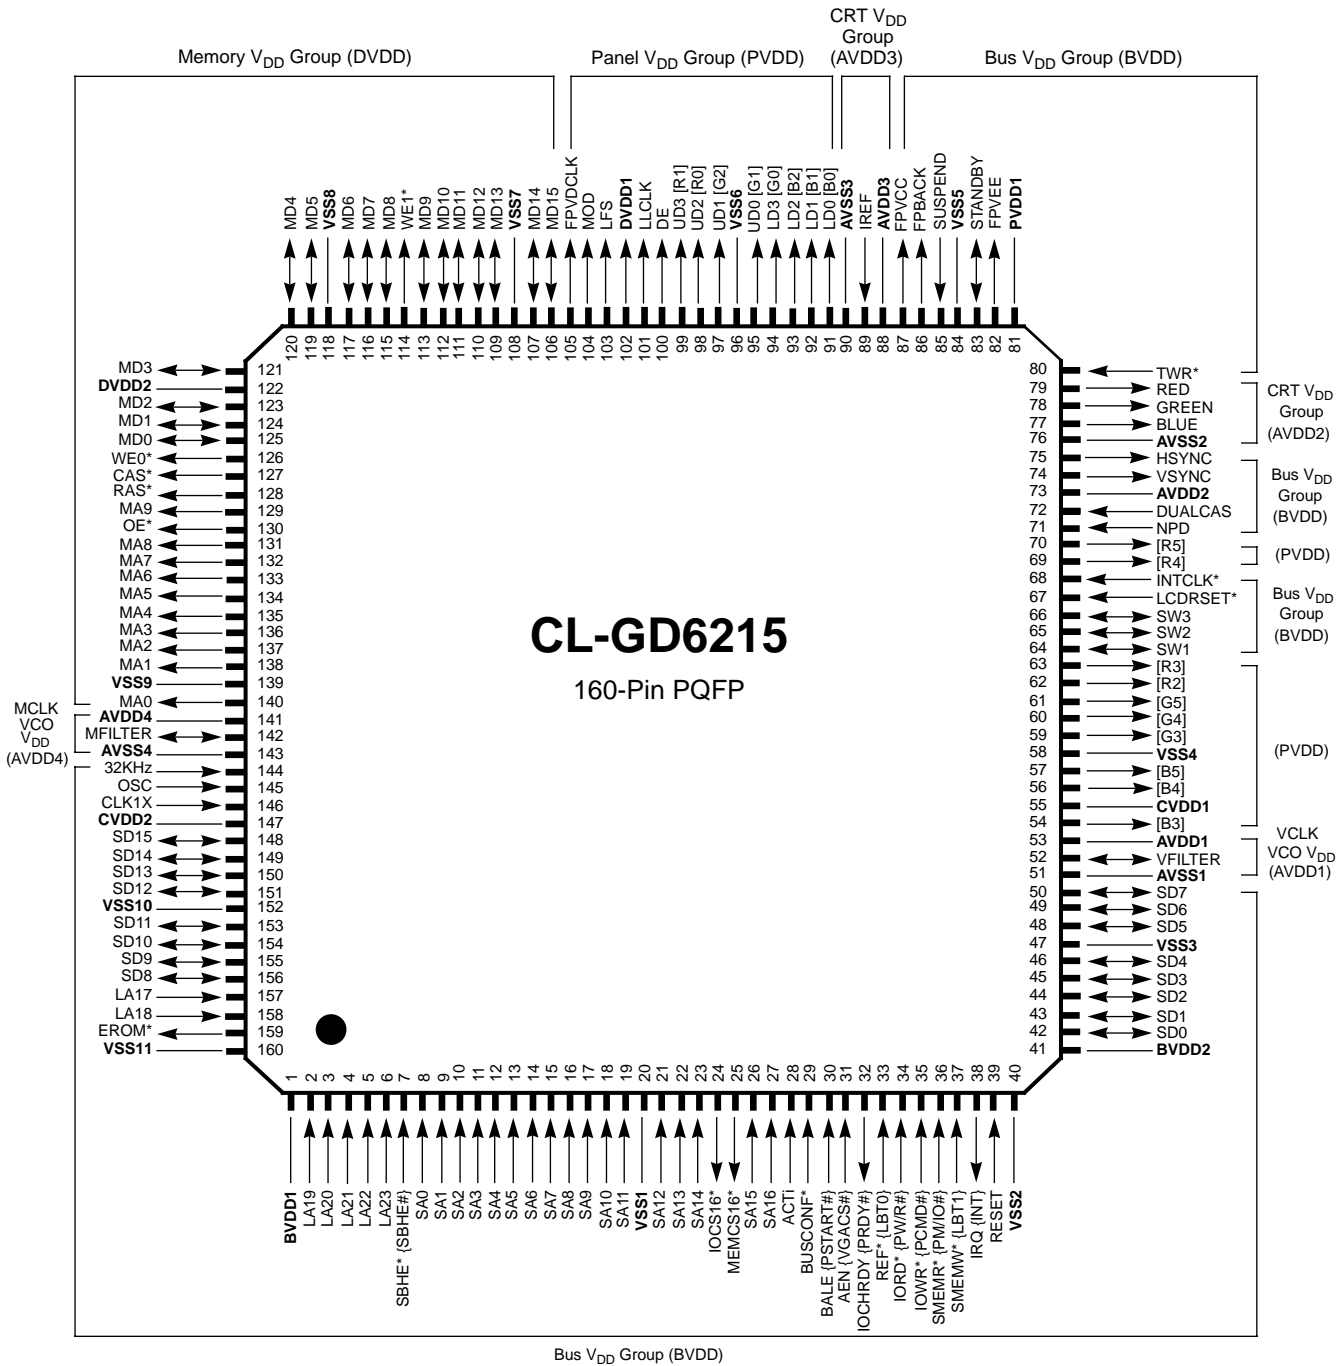 CRT VDD
Group
(AVDD3)
Memory VDD Group (DVDD)
Panel VDD Group (PVDD)
Bus VDD Group (BVDD)
MD4
MD5
VSS8
MD6
MD7
MD8
WE1*
MD9
MD10
MD11
MD12
MD13
VSS7
MD14
MD15
FPVDCLK
MOD
LFS
DVDD1
LLCLK
DE
UD3 [R1]
UD2 [R0]
UD1 [G2]
VSS6
UD0 [G1]
LD3 [G0]
LD2 [B2]
LD1 [B1]
LD0 [B0]
AVSS3
IREF
AVDD3
FPVCC
FPBACK
SUSPEND
VSS5
STANDBY
FPVEE
PVDD1
120
119
118
117
116
115
114
113
112
111
110
109
108
107
106
105
104
103
102
101
100
99
98
97
96
95
94
93
92
91
90
89
88
87
86
85
84
83
82
81
MD3 121
DVDD2 122
MD2 123
MD1 124
MD0 125
WE0* 126
CAS* 127
RAS* 128
MA9 129
OE* 130
MA8 131
MA7 132
MA6 133
MA5 134
MA4 135
MA3 136
MA2 137
MA1 138
VSS9 139
MA0 140
AVDD4 141
MFILTER 142
AVSS4 143
32KHz 144
OSC 145
CLK1X 146
CVDD2 147
SD15 148
SD14 149
SD13 150
SD12 151
VSS10 152
SD11 153
SD10 154
SD9 155
SD8 156
LA17 157
LA18 158
EROM* 159
VSS11 160
MCLK
VCO
VDD
(AVDD4)
CL-GD6215
160-Pin PQFP
80 TWR*
79 RED
78 GREEN
77 BLUE
76 AVSS2
75 HSYNC
74 VSYNC
73 AVDD2
72 DUALCAS
71 NPD
70 [R5]
69 [R4]
68 INTCLK*
67 LCDRSET*
66 SW3
65 SW2
64 SW1
63 [R3]
62 [R2]
61 [G5]
60 [G4]
59 [G3]
58 VSS4
57 [B5]
56 [B4]
55 CVDD1
54 [B3]
53 AVDD1
52 VFILTER
51 AVSS1
50 SD7
49 SD6
48 SD5
47 VSS3
46 SD4
45 SD3
44 SD2
43 SD1
42 SD0
41 BVDD2
CRT VDD
Group
(AVDD2)
Bus VDD
Group
(BVDD)
(PVDD)
Bus VDD
Group
(BVDD)
(PVDD)
VCLK
VCO VDD
(AVDD1)
1
2
3
4
5
6
7
8
9
10
11
12
13
14
15
16
17
18
19
20
21
22
23
24
25
26
27
28
29
30
31
32
33
34
35
36
37
38
39
40
BVDD1
LA19
LA20
LA21
LA22
LA23
SBHE* {SBHE#}
SA0
SA1
SA2
SA3
SA4
SA5
SA6
SA7
SA8
SA9
SA10
SA11
VSS1
SA12
SA13
SA14
IOCS16*
MEMCS16*
SA15
SA16
ACTi
BUSCONF*
BALE {PSTART#}
AEN {VGACS#}
IOCHRDY {PRDY#}
REF* {LBT0}
IORD* {PW/R#}
IOWR* {PCMD#}
SMEMR* {PM/IO#}
SMEMW* {LBT1}
IRQ {INT}
RESET
VSS2
Bus VDD Group (BVDD)